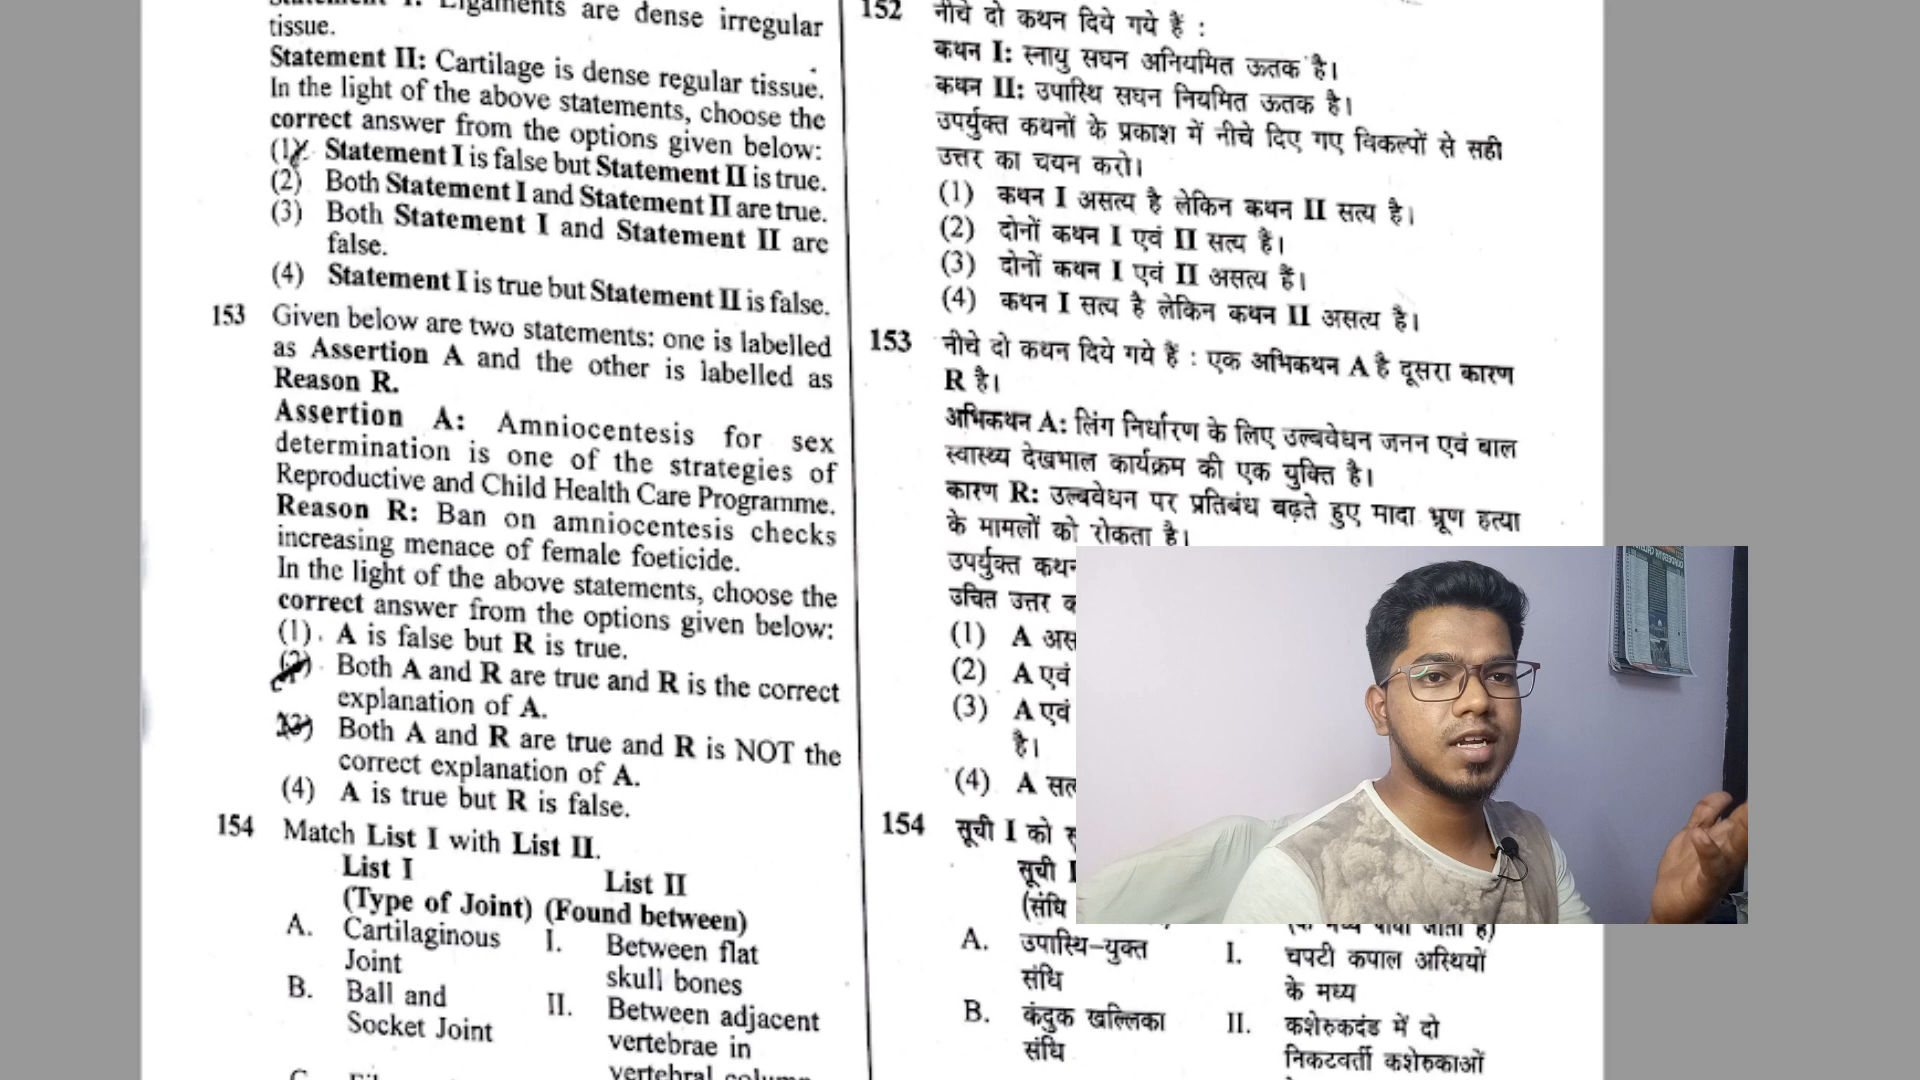 Statement I: Ligaments are dense irregular
tissue.
Statement II: Cartilage is dense regular tissue.
In the light of the above statements, choose the
correct answer from the options given below:
(1) Statement I is false but Statement II is true.
(2) Both Statement I and Statement II are true.
(3) Both Statement I and Statement II are
false.
(4) Statement I is true but Statement II is false.
153 Given below are two statements: one is labelled
as Assertion A and the other is labelled as
Reason R.
Assertion A: Amniocentesis for sex
determination is one of the strategies of
Reproductive and Child Health Care Programme.
Reason R: Ban on amniocentesis checks
increasing menace of female foeticide.
In the light of the above statements, choose the
correct answer from the options given below:
(1) A is false but R is true.
(2) Both A and R are true and R is the correct
explanation of A.
(3) Both A and R are true and R is NOT the
correct explanation of A.
(4) A is true but R is false.
154 Match List I with List II.
List I List II
(Type of Joint) (Found between)
A. Cartilaginous I. Between flat
Joint skull bones
B. Ball and II. Between adjacent
Socket Joint vertebrae in
vertebral column
152 नीचे दो कथन दिये गये हैं :
कथन I: स्नायु सघन अनियमित ऊतक है।
कथन II: उपास्थि सघन नियमित ऊतक है।
उपर्युक्त कथनों के प्रकाश में नीचे दिए गए विकल्पों से सही
उत्तर का चयन करो।
(1) कथन I असत्य है लेकिन कथन II सत्य है।
(2) दोनों कथन I एवं II सत्य हैं।
(3) दोनों कथन I एवं II असत्य हैं।
(4) कथन I सत्य है लेकिन कथन II असत्य है।
153 नीचे दो कथन दिये गये हैं : एक अभिकथन A है दूसरा कारण
R है।
अभिकथन A: लिंग निर्धारण के लिए उल्बवेधन जनन एवं बाल
स्वास्थ्य देखभाल कार्यक्रम की एक युक्ति है।
कारण R: उल्बवेधन पर प्रतिबंध बढ़ते हुए मादा भ्रूण हत्या
के मामलों को रोकता है।
उपर्युक्त
उचित उत्तर
(1) A
(2) A एवं
(3) A एवं
है।
(4) A
154 सूची I को
सूची
(संधि
(के मध्य पाया जाता है)
A. उपास्थि-युक्त I. चपटी कपाल अस्थियों
संधि के मध्य
B. कंदुक खल्लिका II. कशेरुकदंड में दो
संधि निकटवर्ती कशेरुकाओं